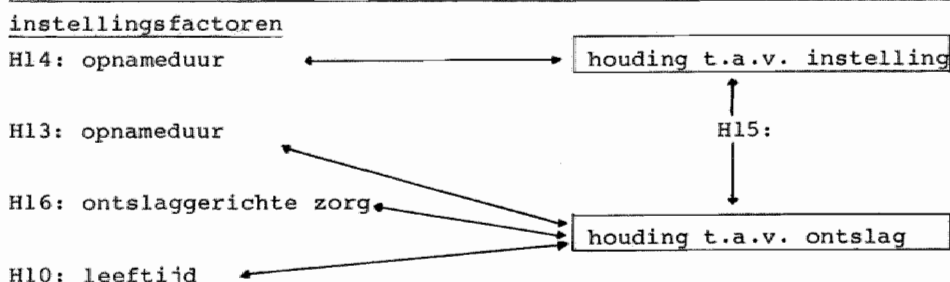 instellingsfactoren
H14: opnameduur houding t.a.v. instelling
H13: opnameduur H15:
H16: ontslaggerichte zorg
houding t.a.v. ontslag
H10: leeftijd